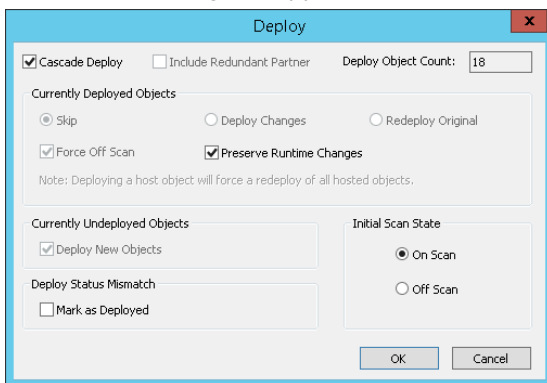 Deploy
x
Cascade Deploy Include Redundant Partner Deploy Object Count: 18
Currently Deployed Objects
Skip Deploy Changes Redeploy Original
Force Off Scan Preserve Runtime Changes
Note: Deploying a host object will force a redeploy of all hosted objects.
Currently Undeployed Objects Initial Scan State
Deploy New Objects On Scan
Deploy Status Mismatch Off Scan
Mark as Deployed
OK Cancel